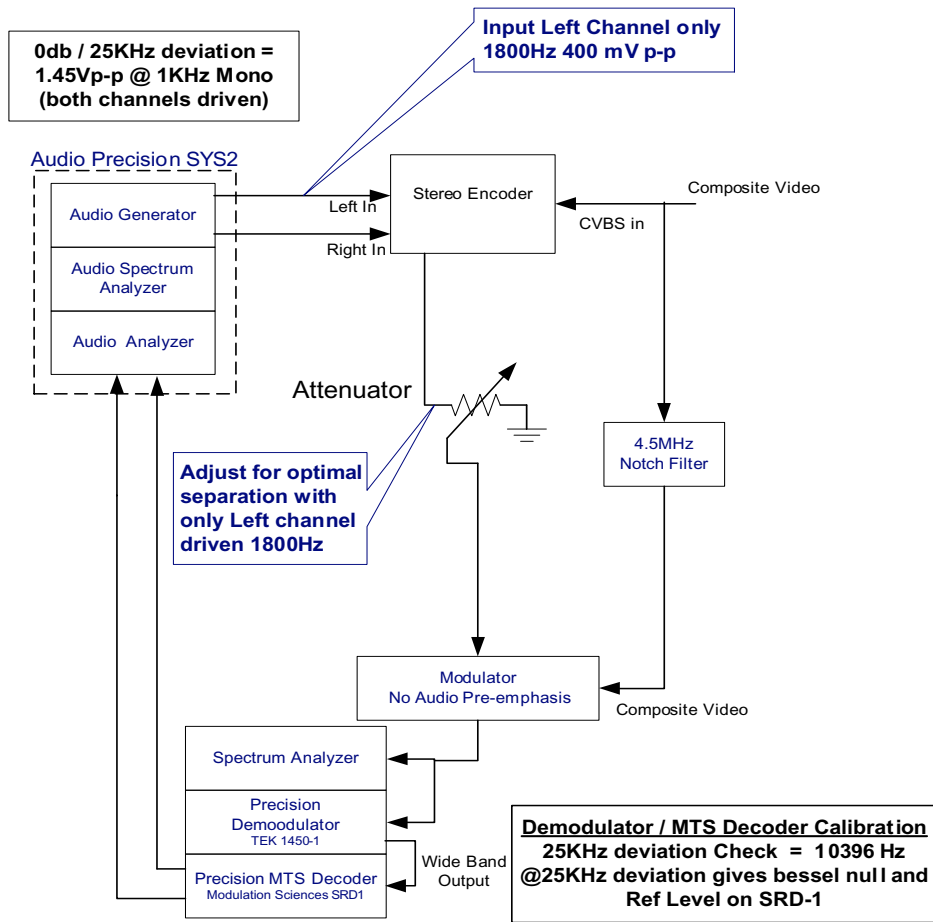 0db / 25KHz deviation =
1.45Vp-p @ 1KHz Mono
(both channels driven)
Input Left Channel only
1800Hz 400 mV p-p
Audio Precision SYS2
Audio Generator
Audio Spectrum
Analyzer
Audio Analyzer
Left In
Right In
Stereo Encoder
Composite Video
CVBS in
Attenuator
4.5MHz
Notch Filter
Adjust for optimal
separation with
only Left channel
driven 1800Hz
Modulator
No Audio Pre-emphasis
Composite Video
Spectrum Analyzer
Precision
Demoodulator
TEK 1450-1
Wide Band
Output
Precision MTS Decoder
Modulation Sciences SRD1
Demodulator / MTS Decoder Calibration
25KHz deviation Check = 10396 Hz
@25KHz deviation gives bessel null and
Ref Level on SRD-1